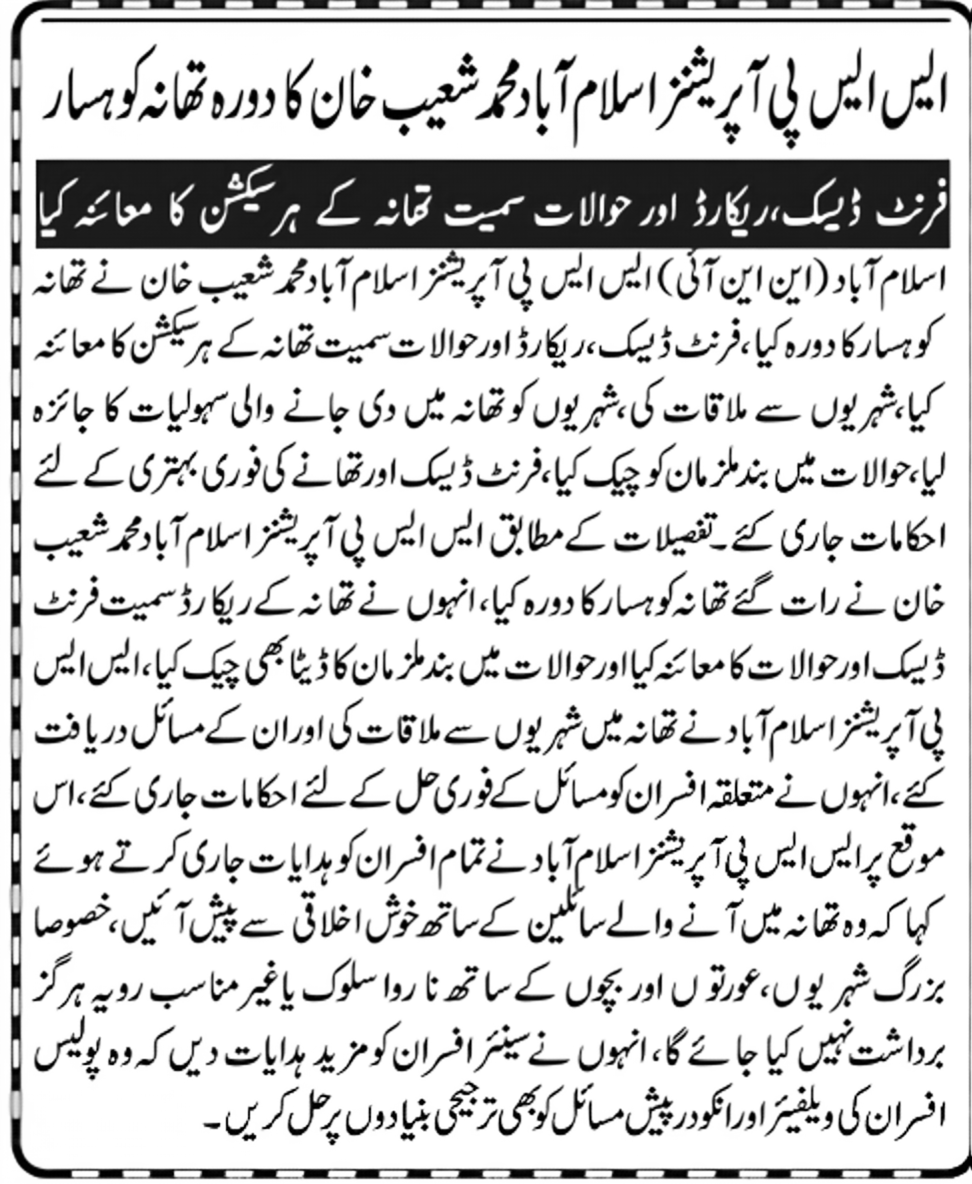 ایس ایس پی آپریشنز اسلام آباد محمد شعیب خان کا دورہ تھانہ کوہسار
فرنٹ ڈیسک، ریکارڈ اور حوالات سمیت تھانہ کے ہر سیکشن کا معائنہ کیا
اسلام آباد (این این آئی) ایس ایس پی آپریشنز اسلام آباد محمد شعیب خان نے تھانہ
کوہسار کا دورہ کیا، فرنٹ ڈیسک، ریکارڈ اور حوالات سمیت تھانہ کے ہر سیکشن کا معائنہ
کیا، شہریوں سے ملاقات کی، شہریوں کو تھانہ میں دی جانے والی سہولیات کا جائزہ
لیا، حوالات میں بند ملزمان کو چیک کیا، فرنٹ ڈیسک اور تھانے کی فوری بہتری کے لئے
احکامات جاری کئے۔ تفصیلات کے مطابق ایس ایس پی آپریشنز اسلام آباد محمد شعیب
خان نے رات گئے تھانہ کوہسار کا دورہ کیا، انہوں نے تھانہ کے ریکارڈ سمیت فرنٹ
ڈیسک اور حوالات کا معائنہ کیا اور حوالات میں بند ملزمان کا ڈیٹا بھی چیک کیا، ایس ایس
پی آپریشنز اسلام آباد نے تھانہ میں شہریوں سے ملاقات کی اور ان کے مسائل دریافت
کئے، انہوں نے متعلقہ افسران کو مسائل کے فوری حل کے لئے احکامات جاری کئے، اس
موقع پر ایس ایس پی آپریشنز اسلام آباد نے تمام افسران کو ہدایات جاری کرتے ہوئے
کہا کہ وہ تھانہ میں آنے والے سائلین کے ساتھ خوش اخلاقی سے پیش آئیں، خصوصا
بزرگ شہریوں، عورتوں اور بچوں کے ساتھ ناروا سلوک یا غیر مناسب رویہ ہرگز
برداشت نہیں کیا جائے گا، انہوں نے سینئر افسران کو مزید ہدایات دیں کہ وہ پولیس
افسران کی ویلفیئر اور انکو درپیش مسائل کو بھی ترجیحی بنیادوں پر حل کریں۔